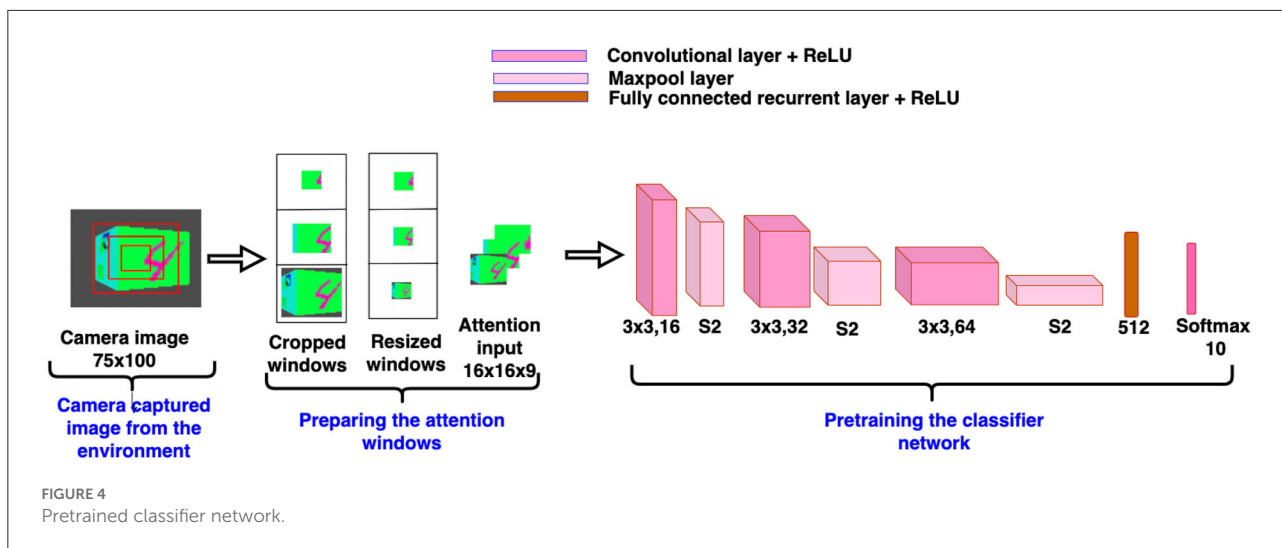 Convolutional layer + ReLU
Maxpool layer
Fully connected recurrent layer + ReLU
Camera image
75x100
Cropped
windows
Resized
windows
Attention
input
16x16x9
3x3,16
S2
3x3,32
S2
3x3,64
S2
512
Softmax
10
Camera captured
image from the
environment
Preparing the attention
windows
Pretraining the classifier
network
FIGURE 4
Pretrained classifier network.